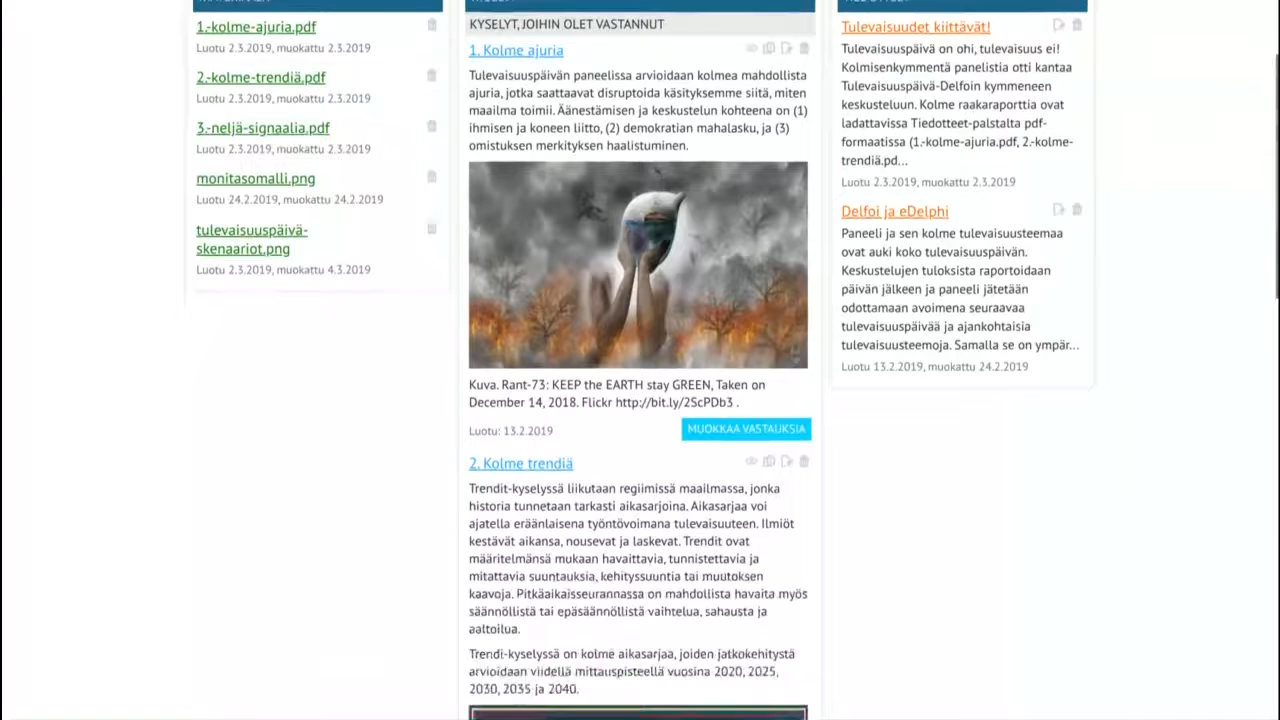 1.-kolme-ajuria.pdf
Luotu 2.3.2019, muokattu 2.3.2019
2.-kolme-trendiä.pdf
Luotu 2.3.2019, muokattu 2.3.2019
3.-neljä-signaalia.pdf
Luotu 2.3.2019, muokattu 2.3.2019
monitasomalli.png
Luotu 24.2.2019, muokattu 24.2.2019
tulevaisuuspäivä-
skenaariot.png
Luotu 2.3.2019, muokattu 4.3.2019
KYSELYT, JOIHIN OLET VASTANNUT
1. Kolme ajuria
Tulevaisuuspäivän paneelissa arvioidaan kolmea mahdollista
ajuria, jotka saattaavat disruptoida käsityksemme siitä, miten
maailma toimii. Äänestämisen ja keskustelun kohteena on (1)
ihmisen ja koneen liitto, (2) demokratian mahalasku, ja (3)
omistuksen merkityksen haalistuminen.
Kuva. Rant-73: KEEP the EARTH stay GREEN, Taken on
December 14, 2018. Flickr http://bit.ly/2ScPDb3 .
Luotu: 13.2.2019
MUOKKAA VASTAUKSIA
2. Kolme trendiä
Trendit-kyselyssä liikutaan regiimissä maailmassa, jonka
historia tunnetaan tarkasti aikasarjoina. Aikasarjaa voi
ajatella eräänlaisena työntövoimana tulevaisuuteen. Ilmiöt
kestävät aikansa, nousevat ja laskevat. Trendit ovat
määritelmänsä mukaan havaittavia, tunnistettavia ja
mitattavia suuntauksia, kehityssuuntia tai muutoksen
kaavoja. Pitkäaikaisseurannassa on mahdollista havaita myös
säännöllistä tai epäsäännöllistä vaihtelua, sahausta ja
aaltoilua.
Trendi-kyselyssä on kolme aikasarjaa, joiden jatkokehitystä
arvioidaan viidellä mittauspisteellä vuosina 2020, 2025,
2030, 2035 ja 2040.
Tulevaisuudet kiittävät!
Tulevaisuuspäivä on ohi, tulevaisuus ei!
Kolmisenkymmentä panelistia otti kantaa
Tulevaisuuspäivä-Delfoin kymmeneen
keskusteluun. Kolme raakaraporttia ovat
ladattavissa Tiedotteet-palstalta pdf-
formaatissa (1.-kolme-ajuria.pdf, 2.-kolme-
trendiä.pd...
Luotu 2.3.2019, muokattu 2.3.2019
Delfoi ja eDelphi
Paneeli ja sen kolme tulevaisuusteemaa
ovat auki koko tulevaisuuspäivän.
Keskustelujen tuloksista raportoidaan
päivän jälkeen ja paneeli jätetään
odottamaan avoimena seuraavaa
tulevaisuuspäivää ja ajankohtaisia
tulevaisuusteemoja. Samalla se on ympär...
Luotu 13.2.2019, muokattu 24.2.2019